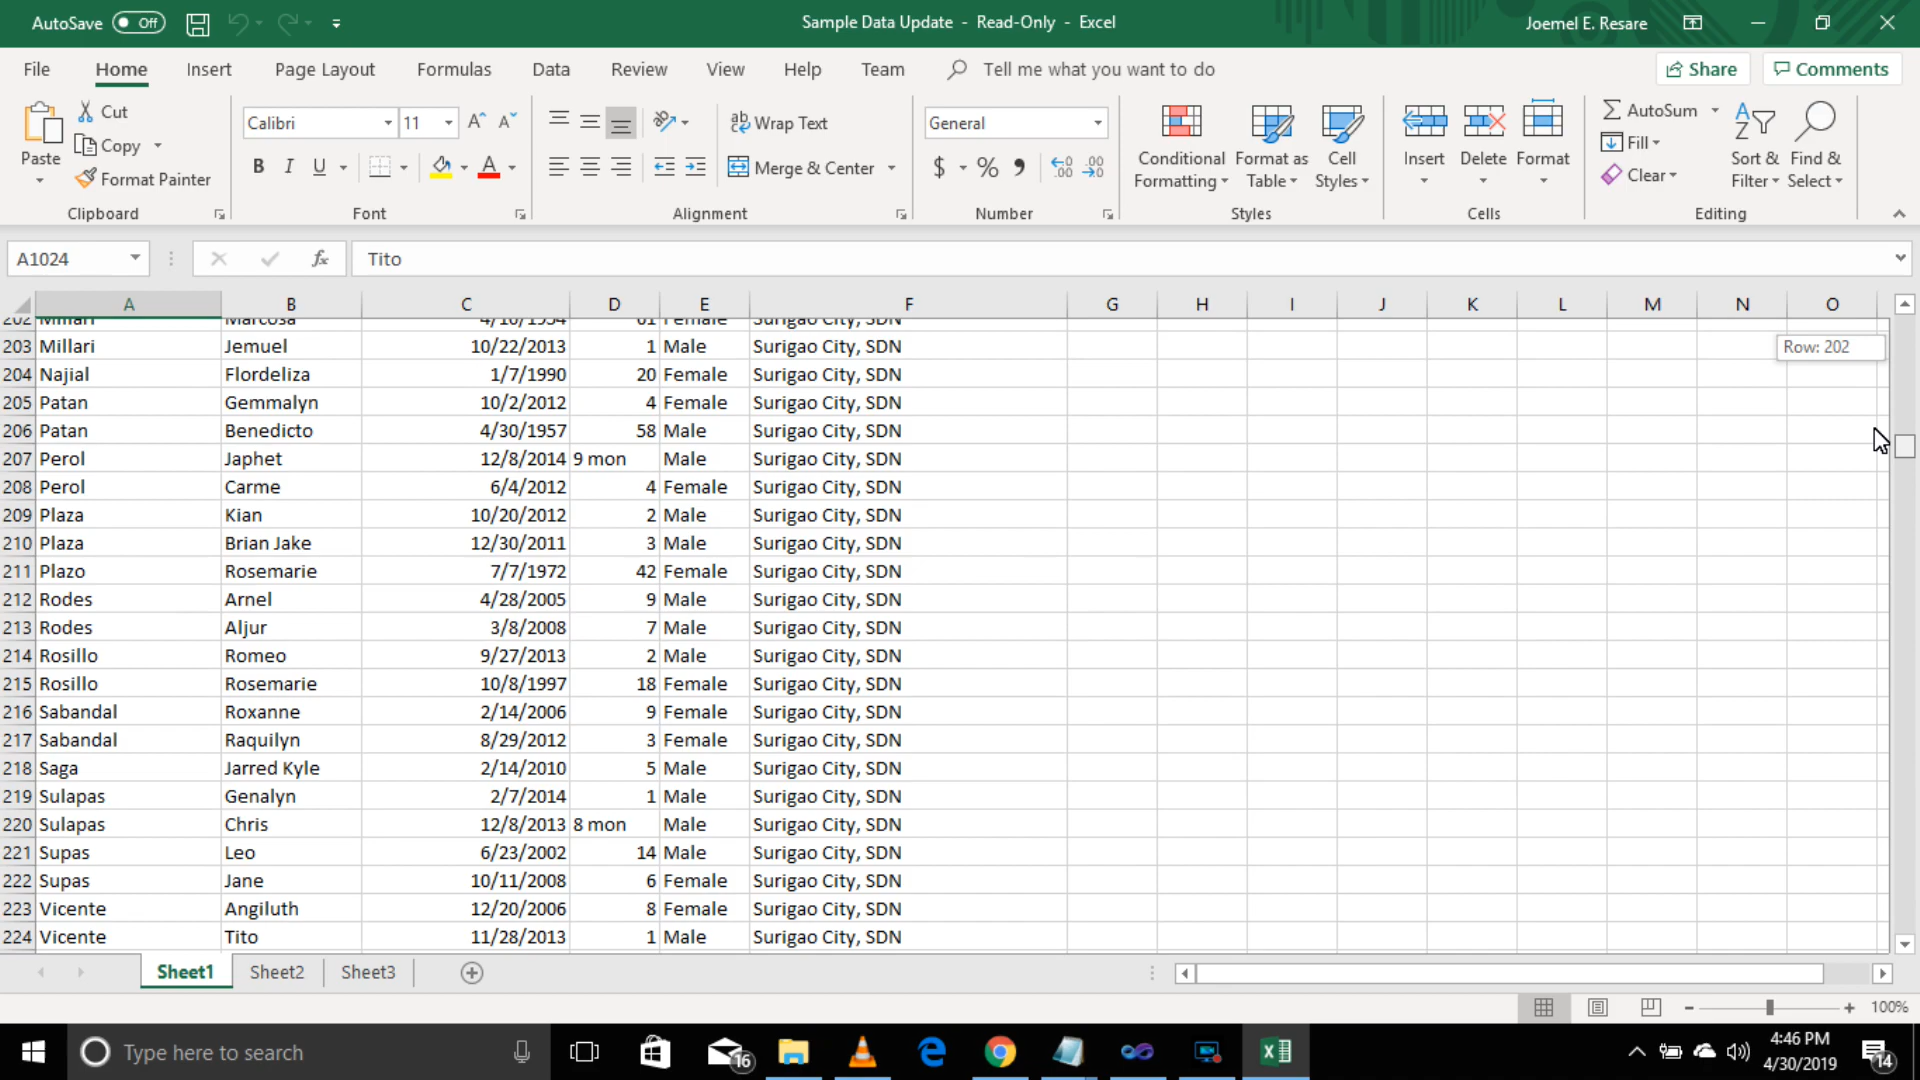 AutoSave Off
Sample Data Update - Read-Only - Excel
Joemel E. Resare
File Home Insert Page Layout Formulas Data Review View Help Team Tell me what you want to do Share Comments
Paste Cut Copy Format Painter Clipboard
Calibri 11 B I U A Font
Wrap Text Merge & Center Alignment
General $ % Number
Conditional Formatting Format as Table Cell Styles Styles
Insert Delete Format Cells
AutoSum Fill Clear Sort & Filter Find & Select Editing
A1024 fx Tito
A B C D E F G H I J K L M N O
202 Millari Marcosa 4/16/1954 61 Female Surigao City, SDN
203 Millari Jemuel 10/22/2013 1 Male Surigao City, SDN
Row: 202
204 Najial Flordeliza 1/7/1990 20 Female Surigao City, SDN
205 Patan Gemmalyn 10/2/2012 4 Female Surigao City, SDN
206 Patan Benedicto 4/30/1957 58 Male Surigao City, SDN
207 Perol Japhet 12/8/2014 9 mon Male Surigao City, SDN
208 Perol Carme 6/4/2012 4 Female Surigao City, SDN
209 Plaza Kian 10/20/2012 2 Male Surigao City, SDN
210 Plaza Brian Jake 12/30/2011 3 Male Surigao City, SDN
211 Plazo Rosemarie 7/7/1972 42 Female Surigao City, SDN
212 Rodes Arnel 4/28/2005 9 Male Surigao City, SDN
213 Rodes Aljur 3/8/2008 7 Male Surigao City, SDN
214 Rosillo Romeo 9/27/2013 2 Male Surigao City, SDN
215 Rosillo Rosemarie 10/8/1997 18 Female Surigao City, SDN
216 Sabandal Roxanne 2/14/2006 9 Female Surigao City, SDN
217 Sabandal Raquilyn 8/29/2012 3 Female Surigao City, SDN
218 Saga Jarred Kyle 2/14/2010 5 Male Surigao City, SDN
219 Sulapas Genalyn 2/7/2014 1 Male Surigao City, SDN
220 Sulapas Chris 12/8/2013 8 mon Male Surigao City, SDN
221 Supas Leo 6/23/2002 14 Male Surigao City, SDN
222 Supas Jane 10/11/2008 6 Female Surigao City, SDN
223 Vicente Angiluth 12/20/2006 8 Female Surigao City, SDN
224 Vicente Tito 11/28/2013 1 Male Surigao City, SDN
Sheet1 Sheet2 Sheet3
100%
Type here to search 16 4:46 PM
4/30/2019 14